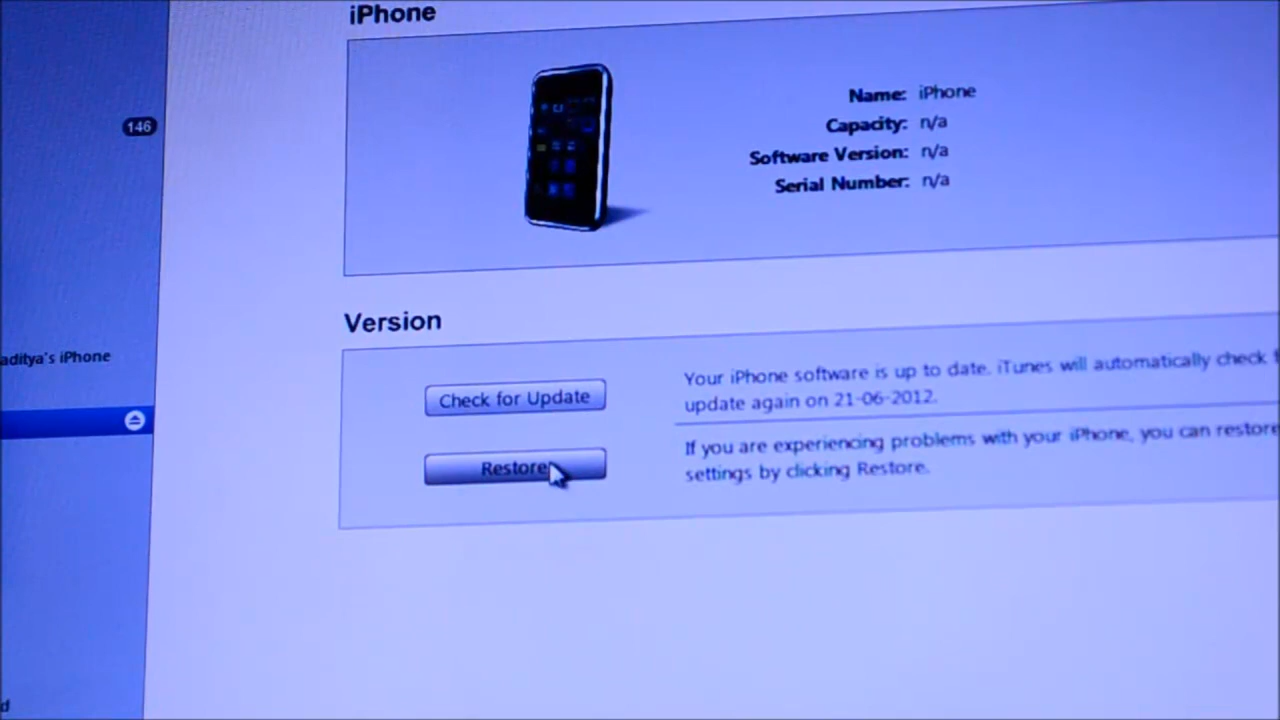 iPhone
146
Name: iPhone
Capacity: n/a
Software Version: n/a
Serial Number: n/a
Version
aditya's iPhone
Check for Update
Your iPhone software is up to date. iTunes will automatically check
update again on 21-06-2012.
Restore
If you are experiencing problems with your iPhone, you can restore
settings by clicking Restore.
d